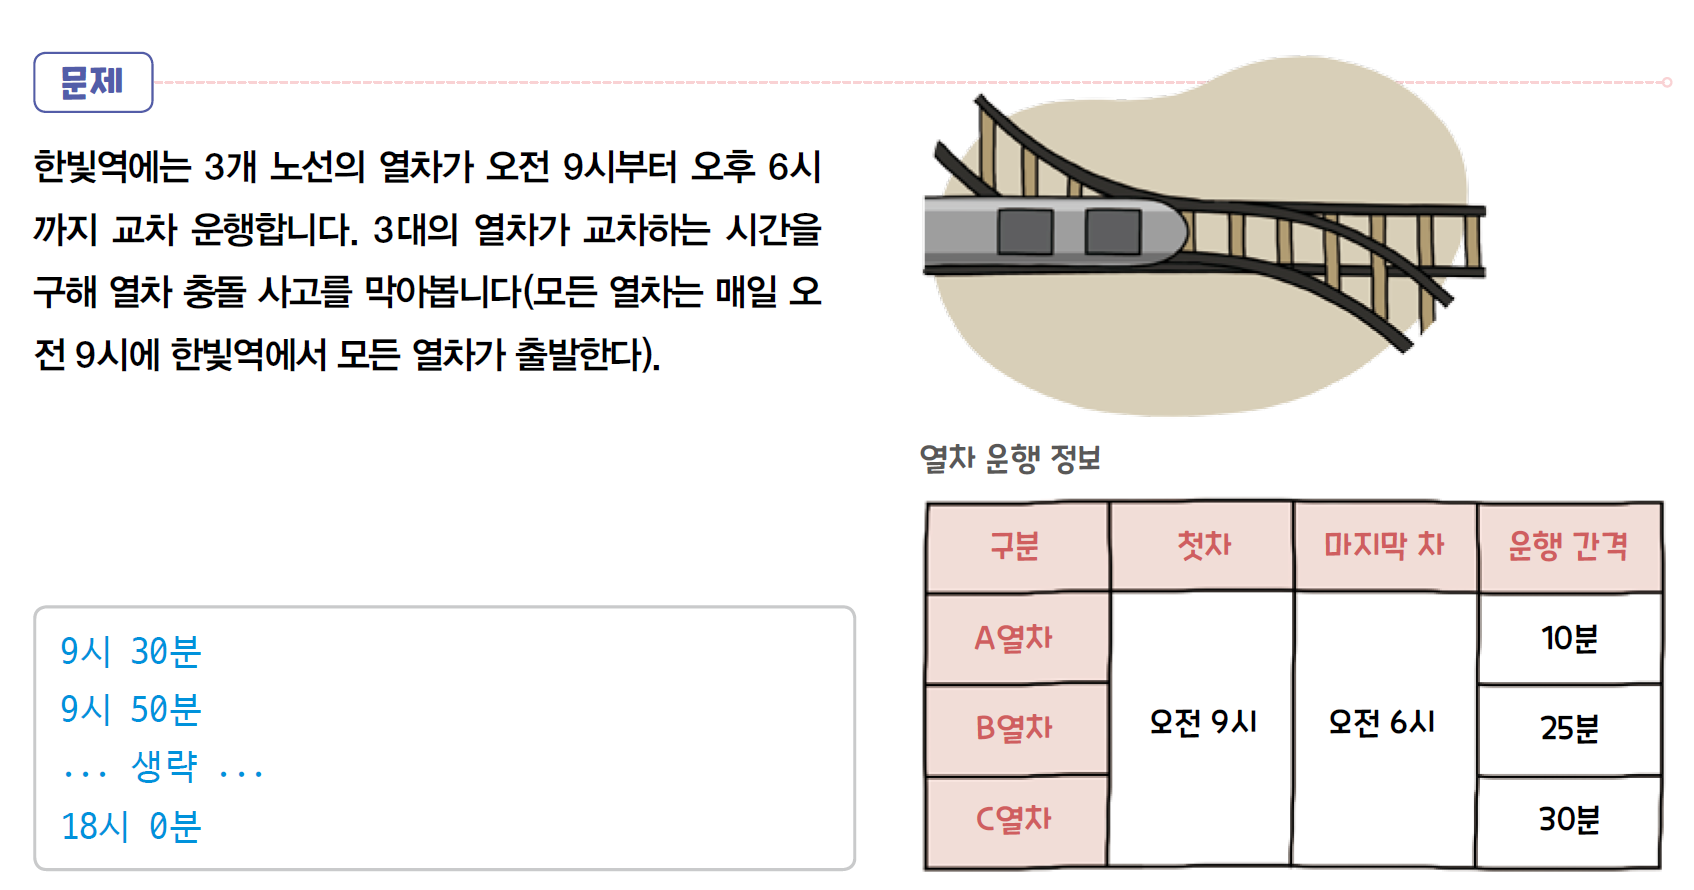 문제
한빛역에는 3개 노선의 열차가 오전 9시부터 오후 6시
까지 교차 운행합니다. 3대의 열차가 교차하는 시간을
구해 열차 충돌 사고를 막아봅니다(모든 열차는 매일 오
전 9시에 한빛역에서 모든 열차가 출발한다).
9시 30분
9시 50분
... 생략 ...
18시 0분
열차 운행 정보
구분 첫차 마지막 차 운행 간격
A열차 10분
B열차 오전 9시 오전 6시 25분
C열차 30분